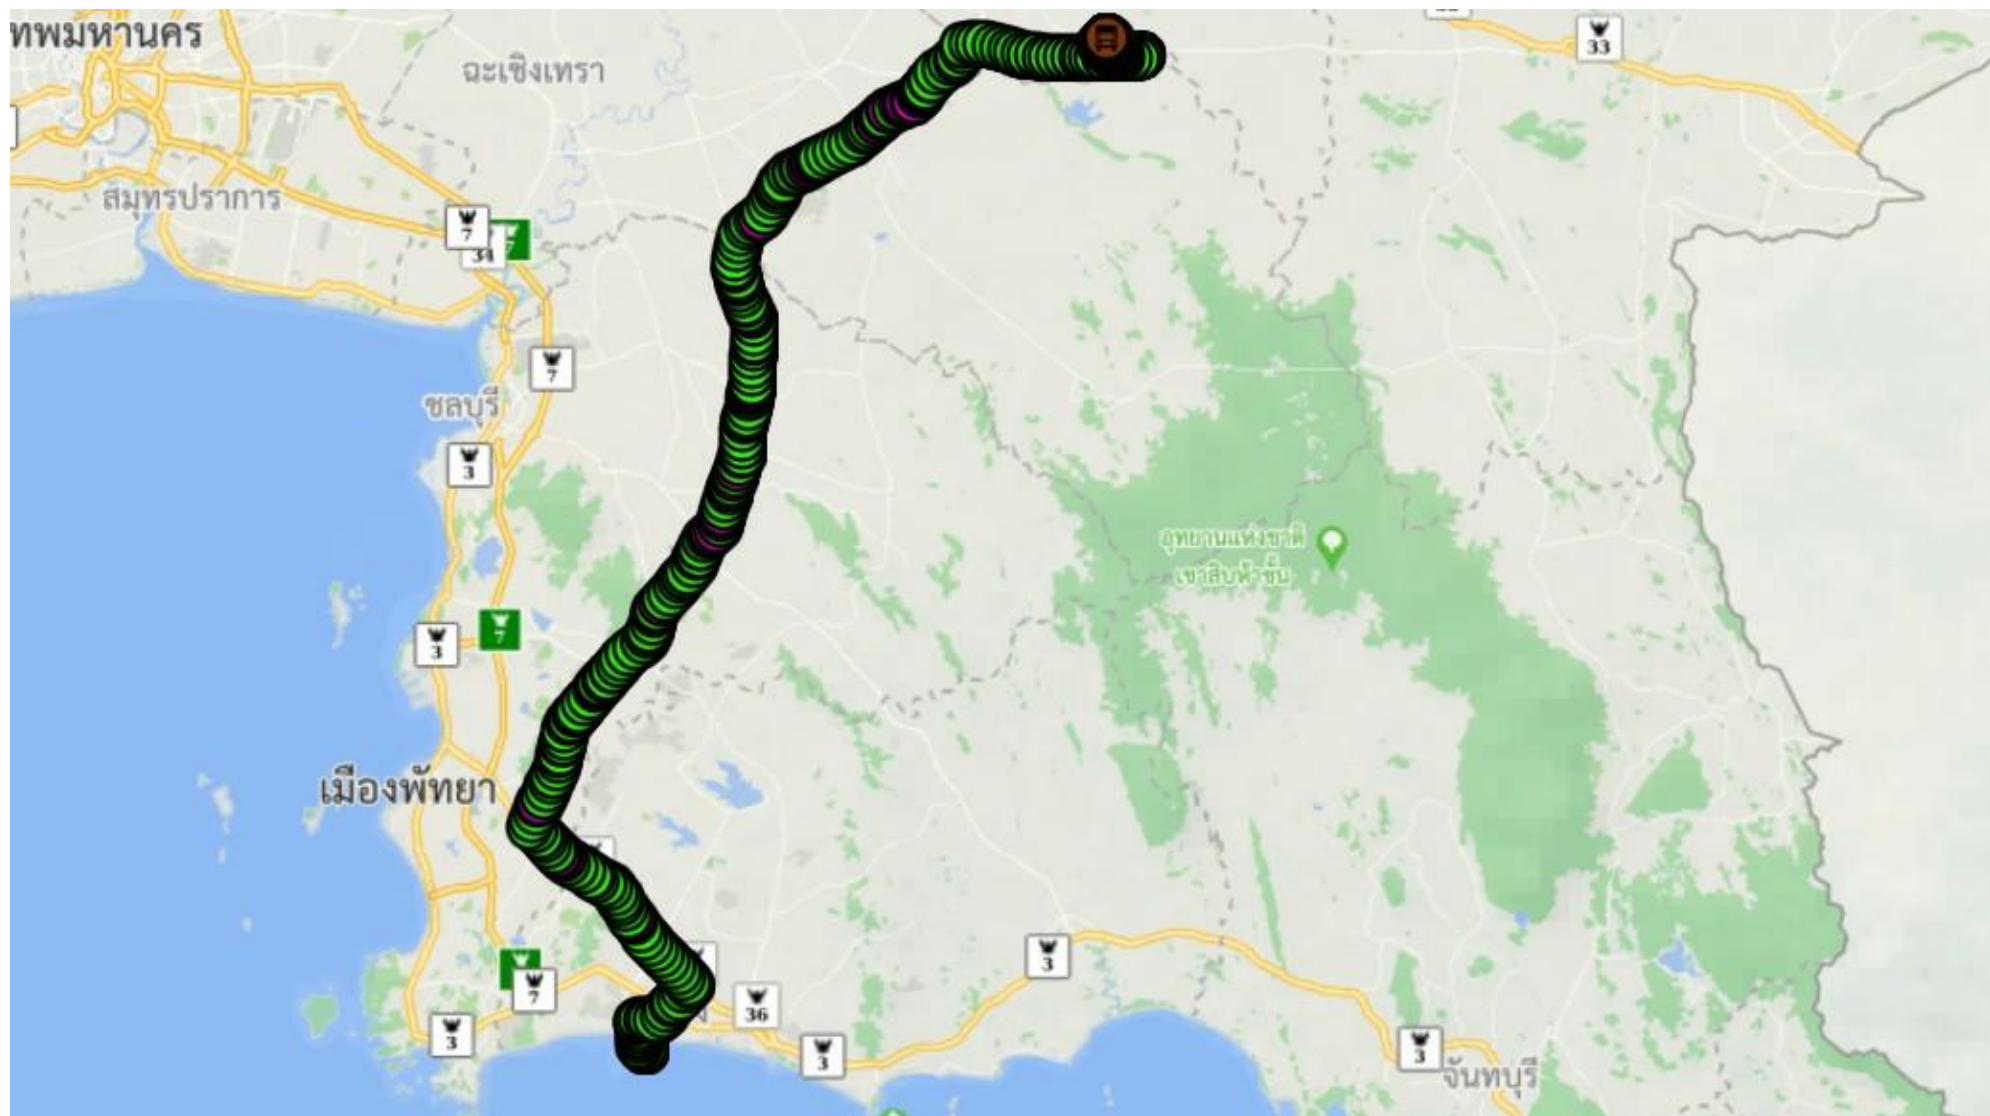 ทพมหานคร
ฉะเชิงเทรา
33
สมุทรปราการ
7
34
7
7
ชลบุรี
3
อุทยานแห่งชาติ
เขาสิบห้าชั้น
7
3
เมืองพัทยา
7
36
3
3
3
3
จันทบุรี